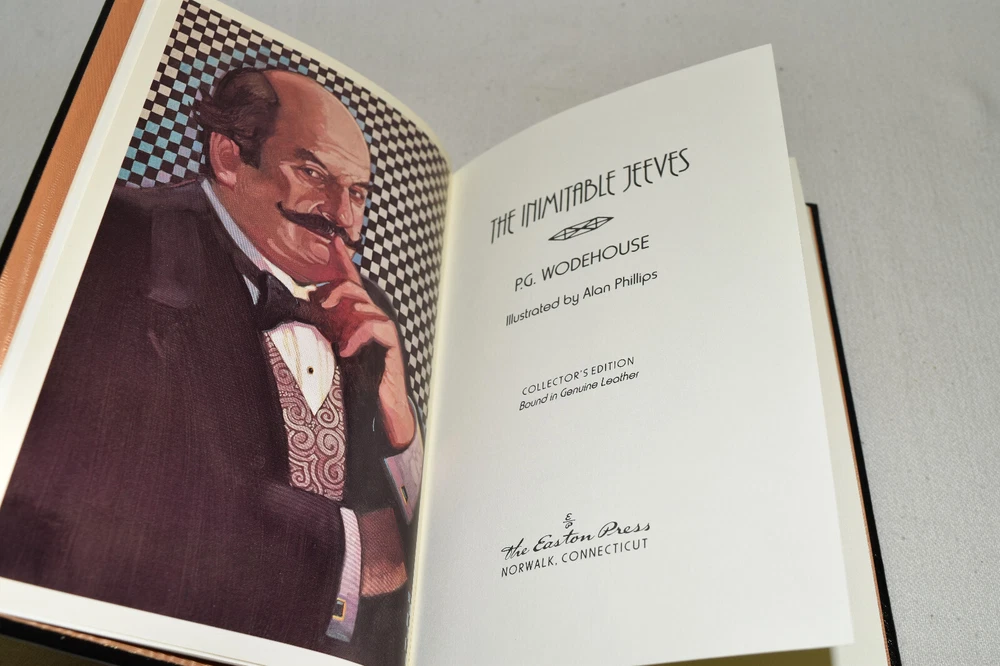 THE INIMITABLE JEEVES
P.G. WODEHOUSE
Illustrated by Alan Phillips
COLLECTOR'S EDITION
Bound in Genuine Leather
E
P
the Easton Press
NORWALK, CONNECTICUT